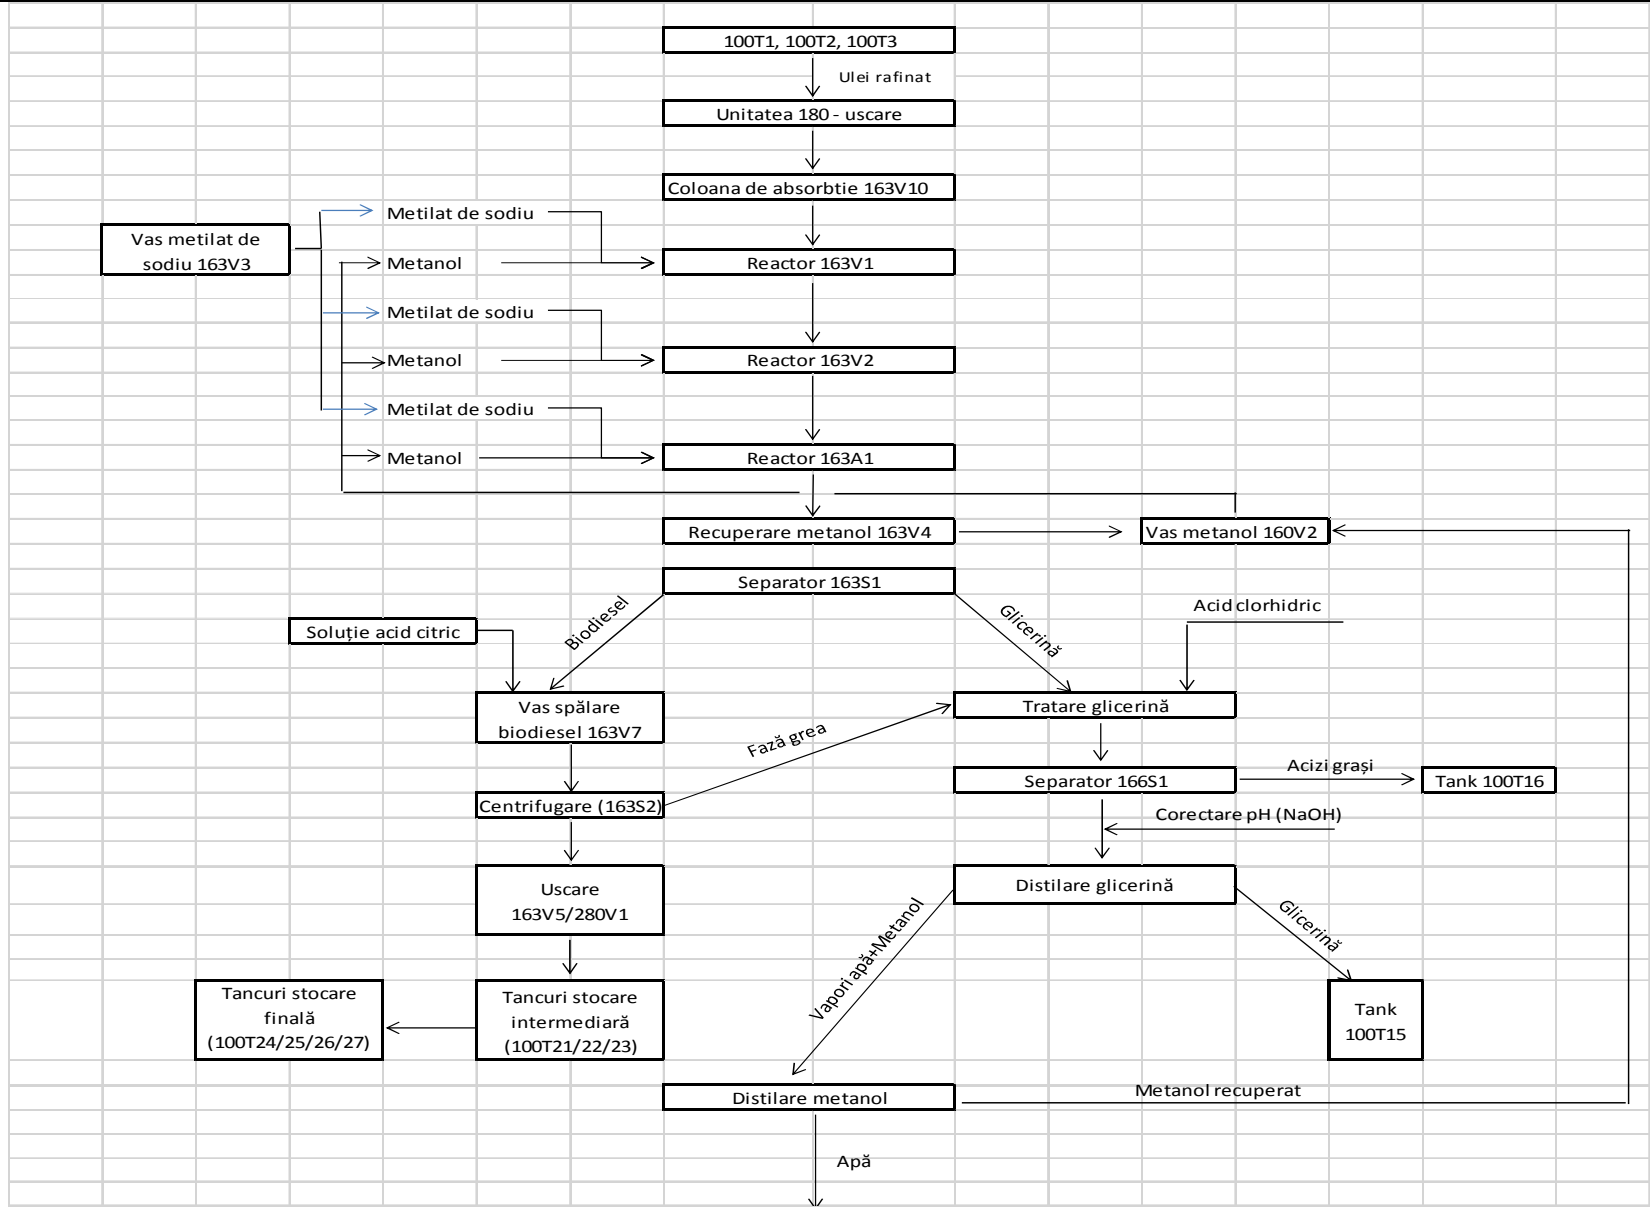 100T1, 100T2, 100T3
Ulei rafinat
Unitatea 180 - uscare
Coloana de absorbtie 163V10
Metilat de sodiu
Vas metilat de
sodiu 163V3
Metanol
Reactor 163V1
Metilat de sodiu
Metanol
Reactor 163V2
Metilat de sodiu
Metanol
Reactor 163A1
Recuperare metanol 163V4
Vas metanol 160V2
Separator 163S1
Biodiesel
Glicerină
Acid clorhidric
Soluție acid citric
Vas spălare
biodiesel 163V7
Tratare glicerină
Fază grea
Separator 166S1
Acizi grași
Tank 100T16
Centrifugare (163S2)
Corectare pH (NaOH)
Uscare
163V5/280V1
Distilare glicerină
Vapori apă+Metanol
Glicerină
Tancuri stocare
finală
(100T24/25/26/27)
Tancuri stocare
intermediară
(100T21/22/23)
Tank
100T15
Distilare metanol
Metanol recuperat
Apă